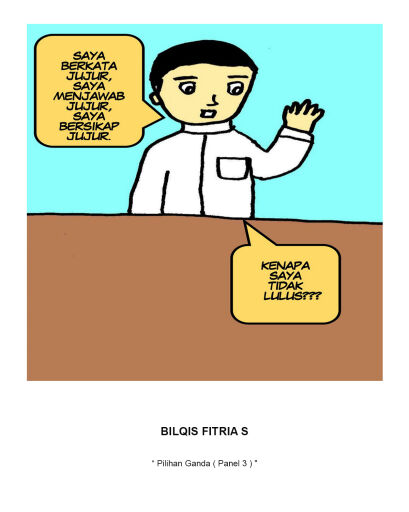 SAYA
BERKATA
JUJUR,
SAYA
MENJAWAB
JUJUR,
SAYA
BERSIKAP
JUJUR.
KENAPA
SAYA
TIDAK
LULUS???
BILQIS FITRIA S
" Pilihan Ganda ( Panel 3 ) "